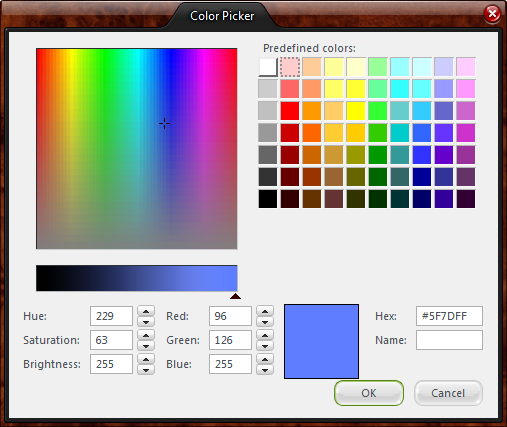 Color Picker
Predefined colors:
Hue: 229 Red: 96 Hex: #5F7DFF
Saturation: 63 Green: 126 Name:
Brightness: 255 Blue: 255
OK Cancel